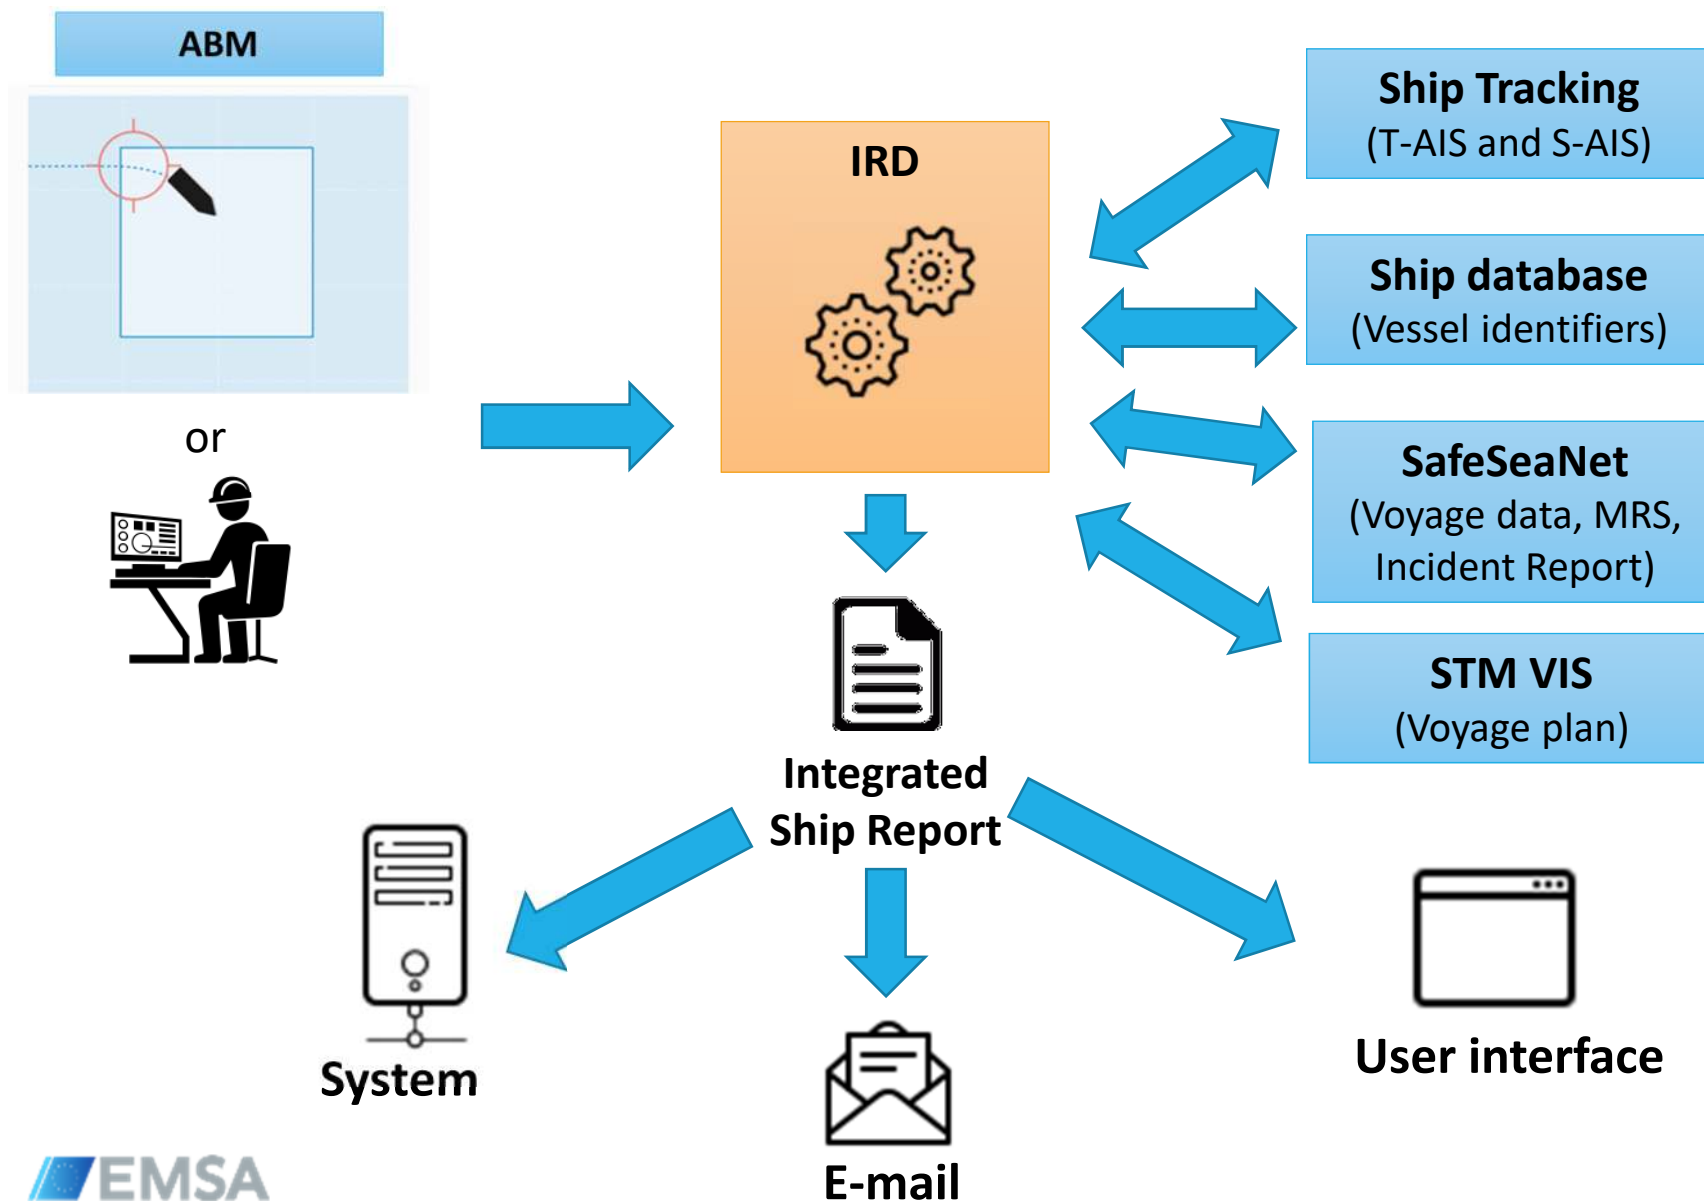 ABM
or
IRD
Ship Tracking
(T-AIS and S-AIS)
Ship database
(Vessel identifiers)
SafeSeaNet
(Voyage data, MRS,
Incident Report)
STM VIS
(Voyage plan)
Integrated
Ship Report
System
E-mail
User interface
EMSA